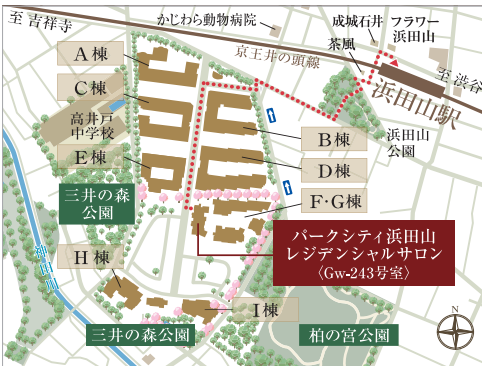 至 吉祥寺
かじわら動物病院
成城石井
フラワー
浜田山
茶風
京王井の頭線
至 渋谷
浜田山駅
浜田山
公園
A棟
C棟
高井戸
中学校
E棟
B棟
D棟
F・G棟
三井の森
公園
パークシティ浜田山
レジデンシャルサロン
〈Gw-243号室〉
神田川
H棟
I棟
三井の森公園
柏の宮公園
N